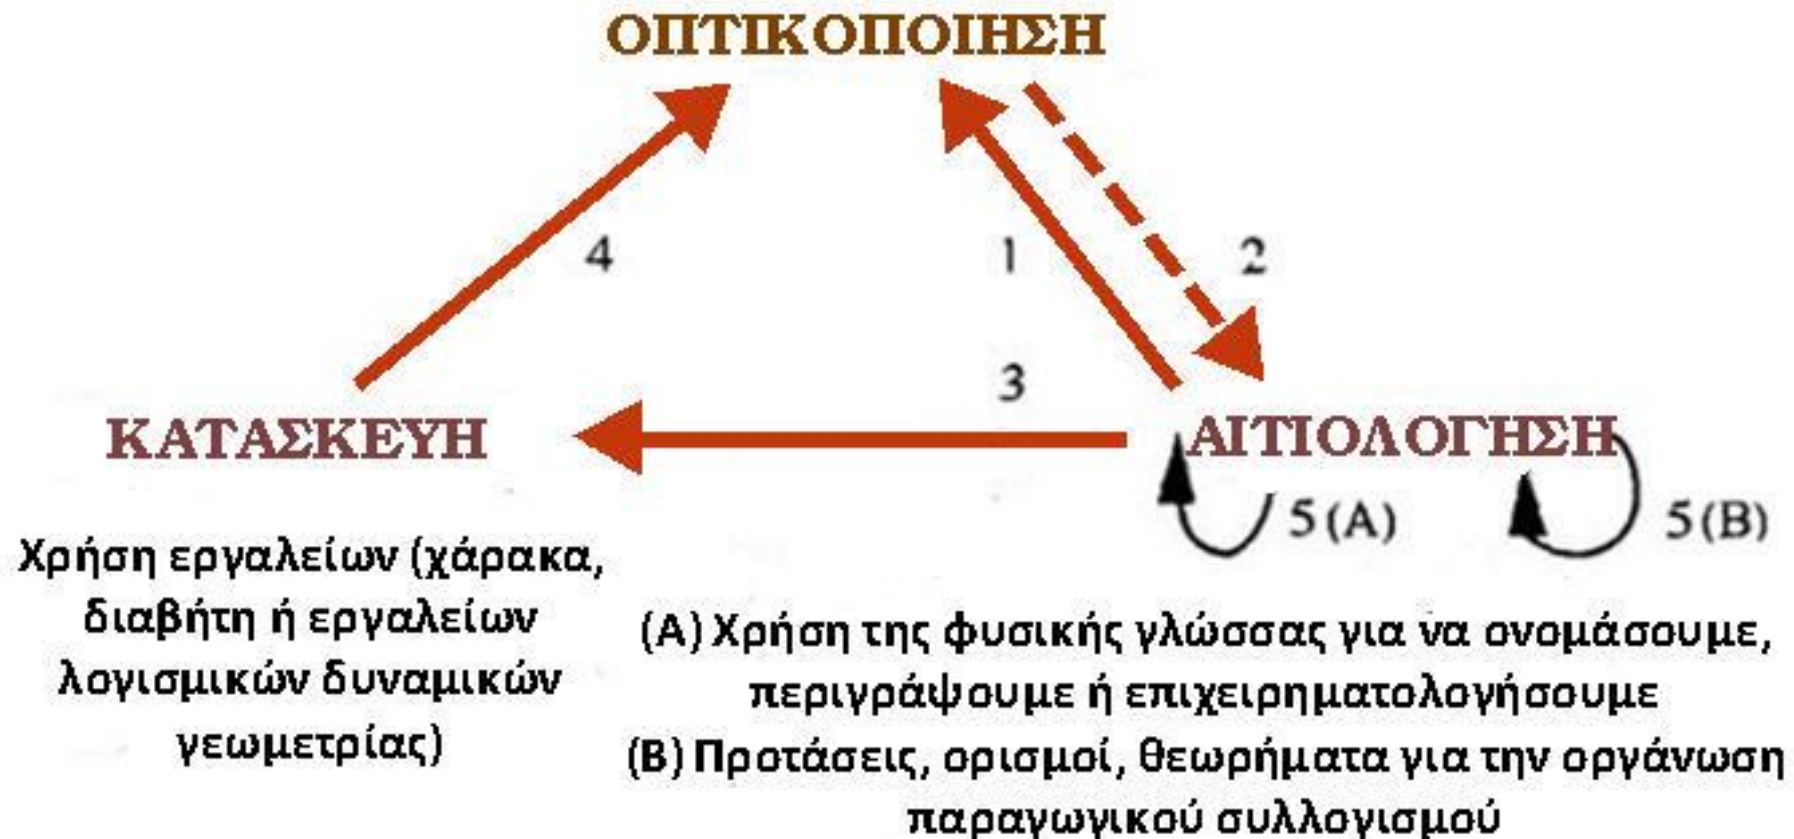 ΟΠΤΙΚΟΠΟΙΗΣΗ
4
1
2
3
ΚΑΤΑΣΚΕΥΗ
ΑΙΤΙΟΛΟΓΗΣΗ
5 (A)
5 (B)
Χρήση εργαλείων (χάρακα,
διαβήτη ή εργαλείων
λογισμικών δυναμικών
γεωμετρίας)
(Α) Χρήση της φυσικής γλώσσας για να ονομάσουμε,
περιγράψουμε ή επιχειρηματολογήσουμε
(Β) Προτάσεις, ορισμοί, θεωρήματα για την οργάνωση
παραγωγικού συλλογισμού